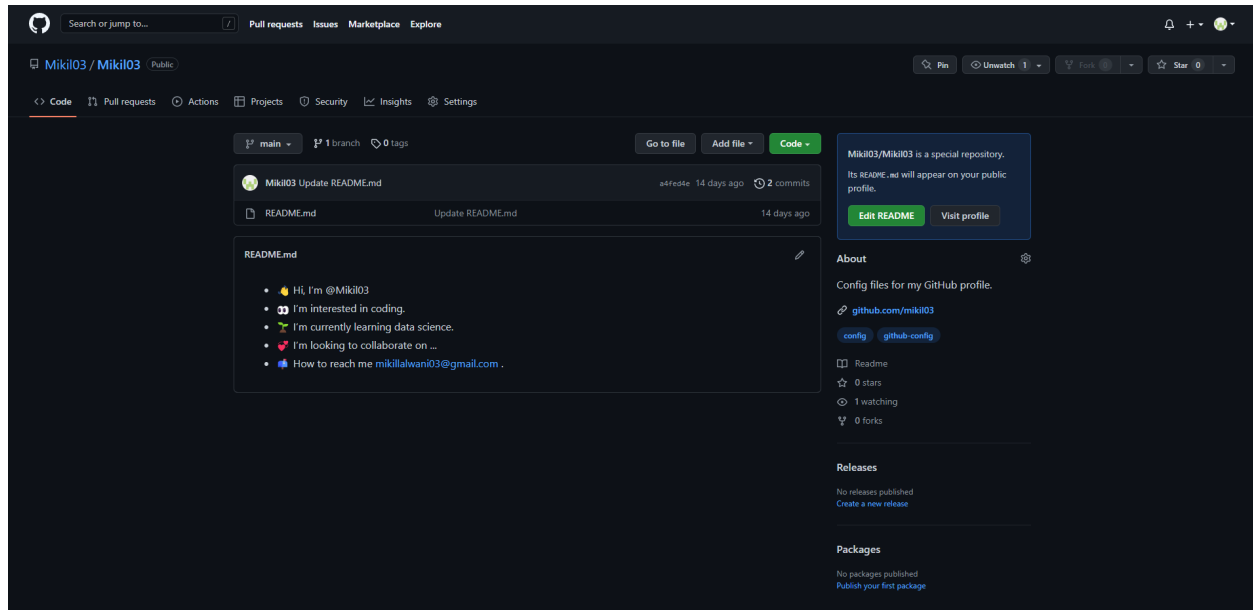 Search or jump to... /
Pull requests Issues Marketplace Explore
Mikil03 / Mikil03 Public
Pin Unwatch 1 Fork 0 Star 0
Code Pull requests Actions Projects Security Insights Settings
main 1 branch 0 tags
Go to file Add file Code
Mikil03 Update README.md a4fed4e 14 days ago 2 commits
README.md Update README.md 14 days ago
README.md
Hi, I'm @Mikil03
I'm interested in coding.
I'm currently learning data science.
I'm looking to collaborate on ...
How to reach me mikillalwani03@gmail.com .
Mikil03/Mikil03 is a special repository.
Its README.md will appear on your public
profile.
Edit README Visit profile
About
Config files for my GitHub profile.
github.com/mikil03
config github-config
Readme
0 stars
1 watching
0 forks
Releases
No releases published
Create a new release
Packages
No packages published
Publish your first package